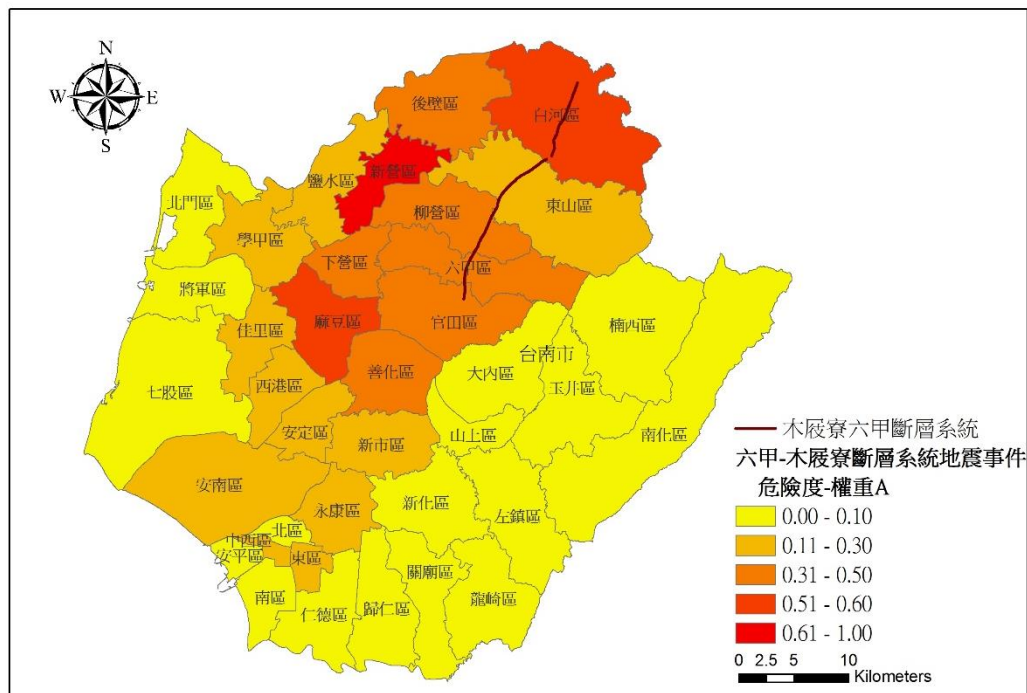 N
W E
S
後壁區
白河區
新營區
鹽水區
北門區
柳營區
東山區
學甲區
下營區
六甲區
將軍區
麻豆區
官田區
楠西區
佳里區
台南市
善化區
大內區
玉井區
七股區
西港區
安定區
新市區
山上區
南化區
安南區
永康區
新化區
左鎮區
北區
中西區
安平區
東區
關廟區
南區
仁德區
歸仁區
龍崎區
木屐寮六甲斷層系統
六甲-木屐寮斷層系統地震事件
危險度-權重A
0.00 - 0.10
0.11 - 0.30
0.31 - 0.50
0.51 - 0.60
0.61 - 1.00
0 2.5 5 10
Kilometers